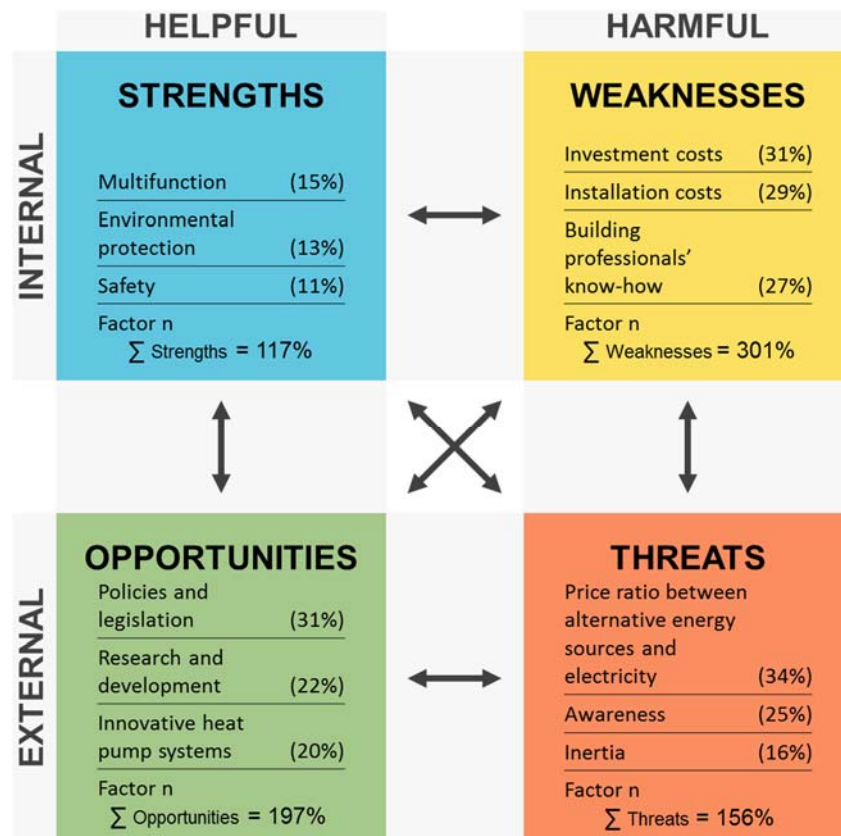 HELPFUL
HARMFUL
INTERNAL
STRENGTHS
Multifunction (15%)
Environmental
protection (13%)
Safety (11%)
Factor n
∑ Strengths = 117%
WEAKNESSES
Investment costs (31%)
Installation costs (29%)
Building
professionals’
know-how (27%)
Factor n
∑ Weaknesses = 301%
EXTERNAL
OPPORTUNITIES
Policies and
legislation (31%)
Research and
development (22%)
Innovative heat
pump systems (20%)
Factor n
∑ Opportunities = 197%
THREATS
Price ratio between
alternative energy
sources and
electricity (34%)
Awareness (25%)
Inertia (16%)
Factor n
∑ Threats = 156%